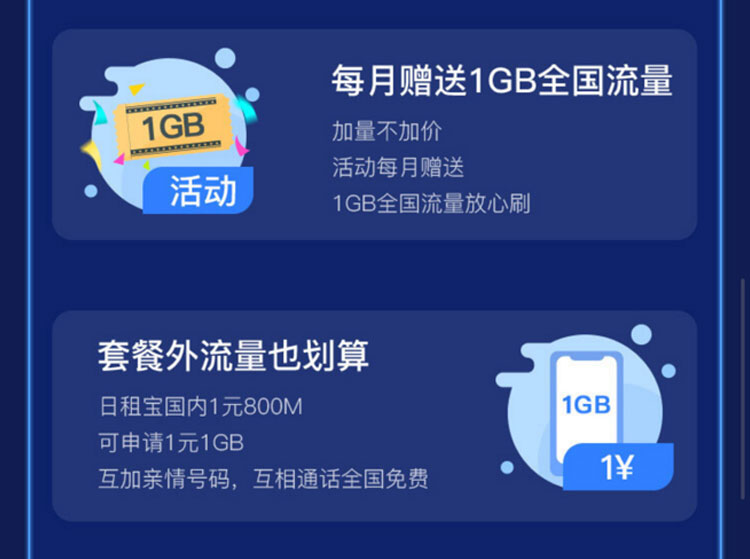 每月赠送1GB全国流量
加量不加价
活动每月赠送
1GB全国流量放心刷
1GB
活动
套餐外流量也划算
日租宝国内1元800M
可申请1元1GB
互加亲情号码，互相通话全国免费
1GB
1¥